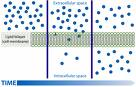 Extracellular space
Lipid bilayer
(cell membrane)
Intracellular space
TIME